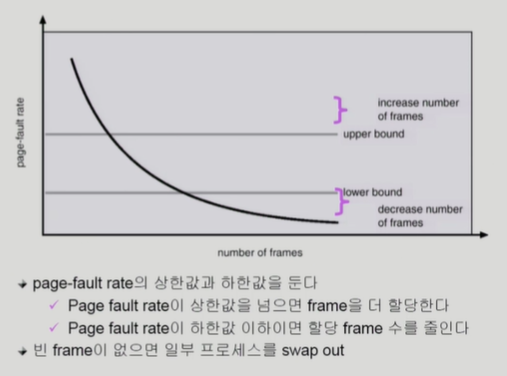 page-fault rate
increase number
of frames
upper bound
lower bound
decrease number
of frames
number of frames
page-fault rate의 상한값과 하한값을 둔다
Page fault rate이 상한값을 넘으면 frame을 더 할당한다
Page fault rate이 하한값 이하이면 할당 frame 수를 줄인다
빈 frame이 없으면 일부 프로세스를 swap out